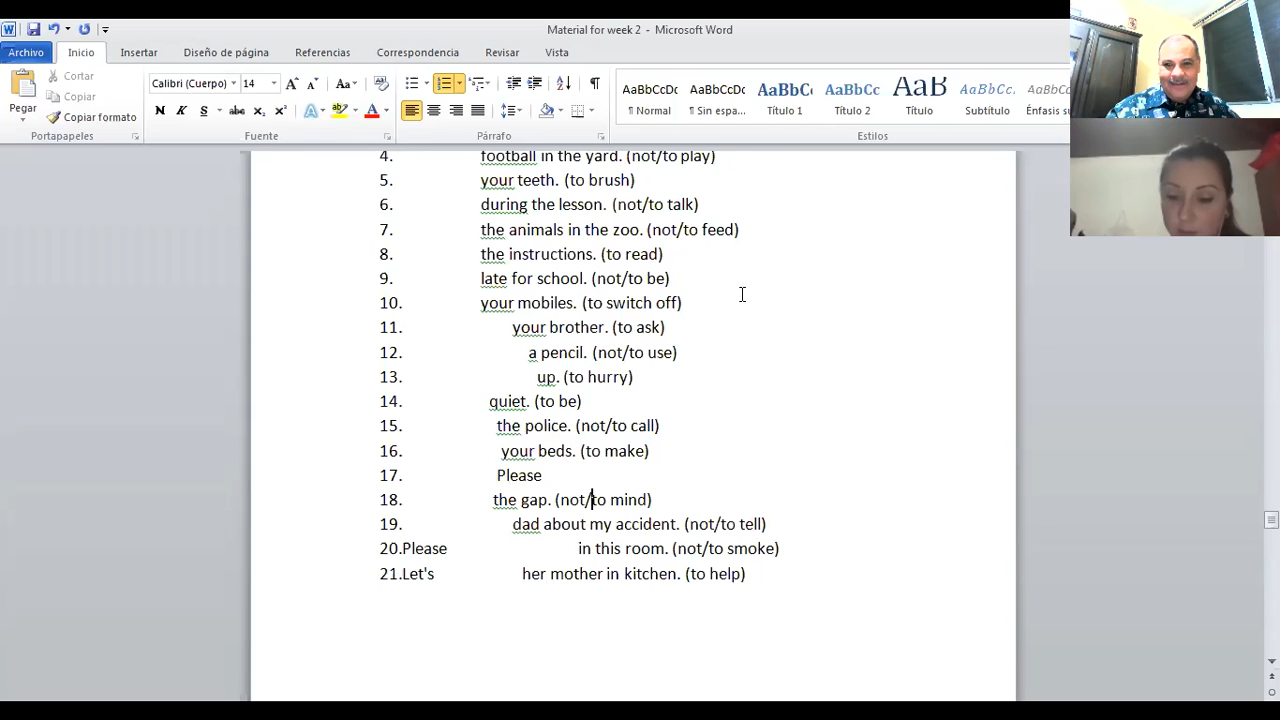 Material for week 2 - Microsoft Word
Archivo Inicio Insertar Diseño de página Referencias Correspondencia Revisar Vista
Pegar
Cortar
Copiar
Copiar formato
Calibri (Cuerpo) 14
N K S abc x₂ x²
AaBbCcDc AaBbCcDc AaBbC AaBbCc AaB AaBbCc. AaBbCcDc
¶ Normal ¶ Sin espa... Título 1 Título 2 Título Subtítulo Énfasis su
Portapapeles Fuente Párrafo Estilos
4. football in the yard. (not/to play)
5. your teeth. (to brush)
6. during the lesson. (not/to talk)
7. the animals in the zoo. (not/to feed)
8. the instructions. (to read)
9. late for school. (not/to be)
10. your mobiles. (to switch off)
11. your brother. (to ask)
12. a pencil. (not/to use)
13. up. (to hurry)
14. quiet. (to be)
15. the police. (not/to call)
16. your beds. (to make)
17. Please
18. the gap. (not/to mind)
19. dad about my accident. (not/to tell)
20.Please in this room. (not/to smoke)
21.Let's her mother in kitchen. (to help)